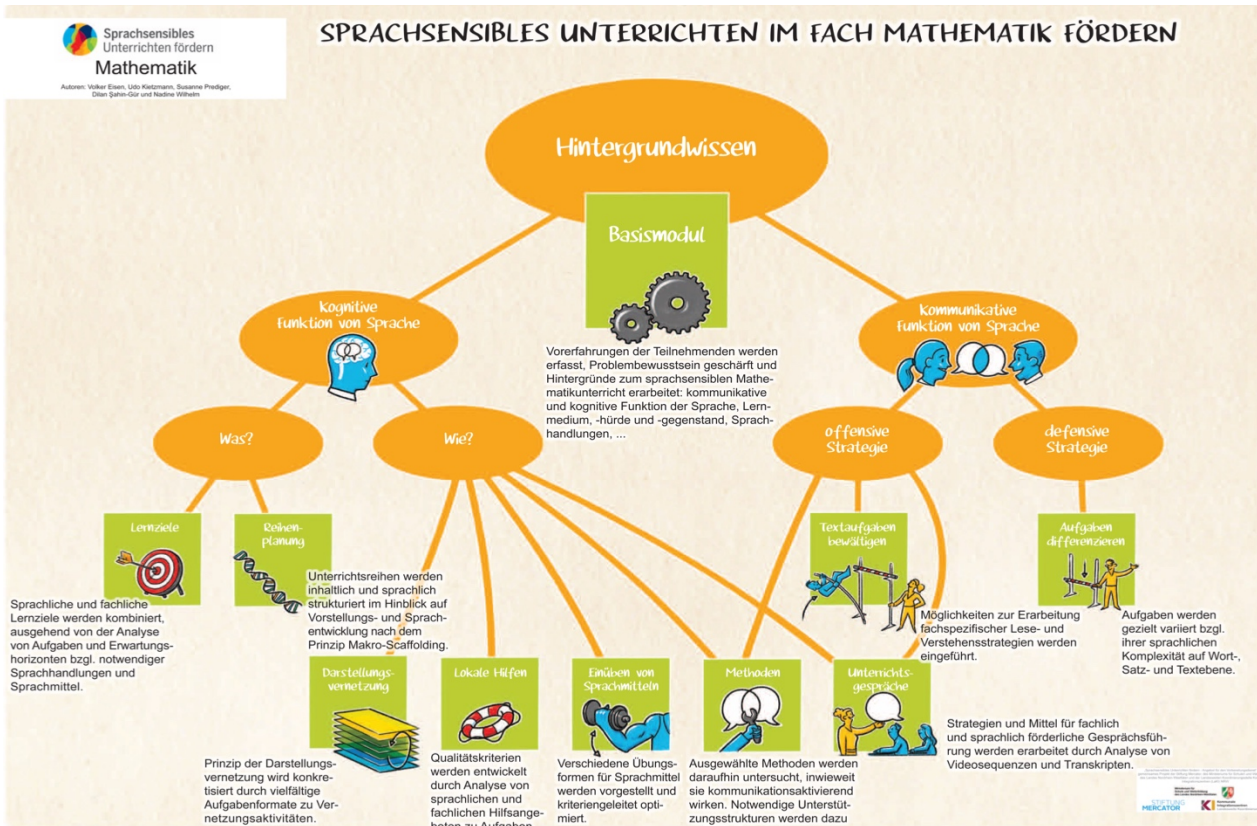 Sprachsensibles
Unterrichten fördern
Mathematik
Autoren: Volker Eisen, Udo Kietzmann, Susanne Prediger,
Dilan Şahin-Gür und Nadine Wilhelm
SPRACHSENSIBLES UNTERRICHTEN IM FACH MATHEMATIK FÖRDERN
Hintergrundwissen
Basismodul
Vorerfahrungen der Teilnehmenden werden
erfasst, Problembewusstsein geschärft und
Hintergründe zum sprachsensiblen Mathe-
matikunterricht erarbeitet: kommunikative
und kognitive Funktion der Sprache, Lern-
medium, -hürde und -gegenstand, Sprach-
handlungen, ...
Kognitive
Funktion von Sprache
Kommunikative
Funktion von Sprache
Was?
Wie?
offensive
Strategie
defensive
Strategie
Lernziele
Sprachliche und fachliche
Lernziele werden kombiniert,
ausgehend von der Analyse
von Aufgaben und Erwartungs-
horizonten bzgl. notwendiger
Sprachhandlungen und
Sprachmittel.
Reihen-
planung
Unterrichtsreihen werden
inhaltlich und sprachlich
strukturiert im Hinblick auf
Vorstellungs- und Sprach-
entwicklung nach dem
Prinzip Makro-Scaffolding.
Textaufgaben
bewältigen
Möglichkeiten zur Erarbeitung
fachspezifischer Lese- und
Verstehensstrategien werden
eingeführt.
Aufgaben
differenzieren
Aufgaben werden
gezielt variiert bzgl.
ihrer sprachlichen
Komplexität auf Wort-,
Satz- und Textebene.
Darstellungs-
vernetzung
Prinzip der Darstellungs-
vernetzung wird konkre-
tisiert durch vielfältige
Aufgabenformate zu Ver-
netzungsaktivitäten.
Lokale Hilfen
Qualitätskriterien
werden entwickelt
durch Analyse von
sprachlichen und
fachlichen Hilfsange-
boten zu Aufgaben
Einüben von
Sprachmitteln
Verschiedene Übungs-
formen für Sprachmittel
werden vorgestellt und
kriteriengeleitet opti-
miert.
Methoden
Ausgewählte Methoden werden
daraufhin untersucht, inwieweit
sie kommunikationsaktivierend
wirken. Notwendige Unterstüt-
zungsstrukturen werden dazu
Unterrichts-
gespräche
Strategien und Mittel für fachlich
und sprachlich förderliche Gesprächsfüh-
rung werden erarbeitet durch Analyse von
Videosequenzen und Transkripten.
STIFTUNG
MERCATOR
KI